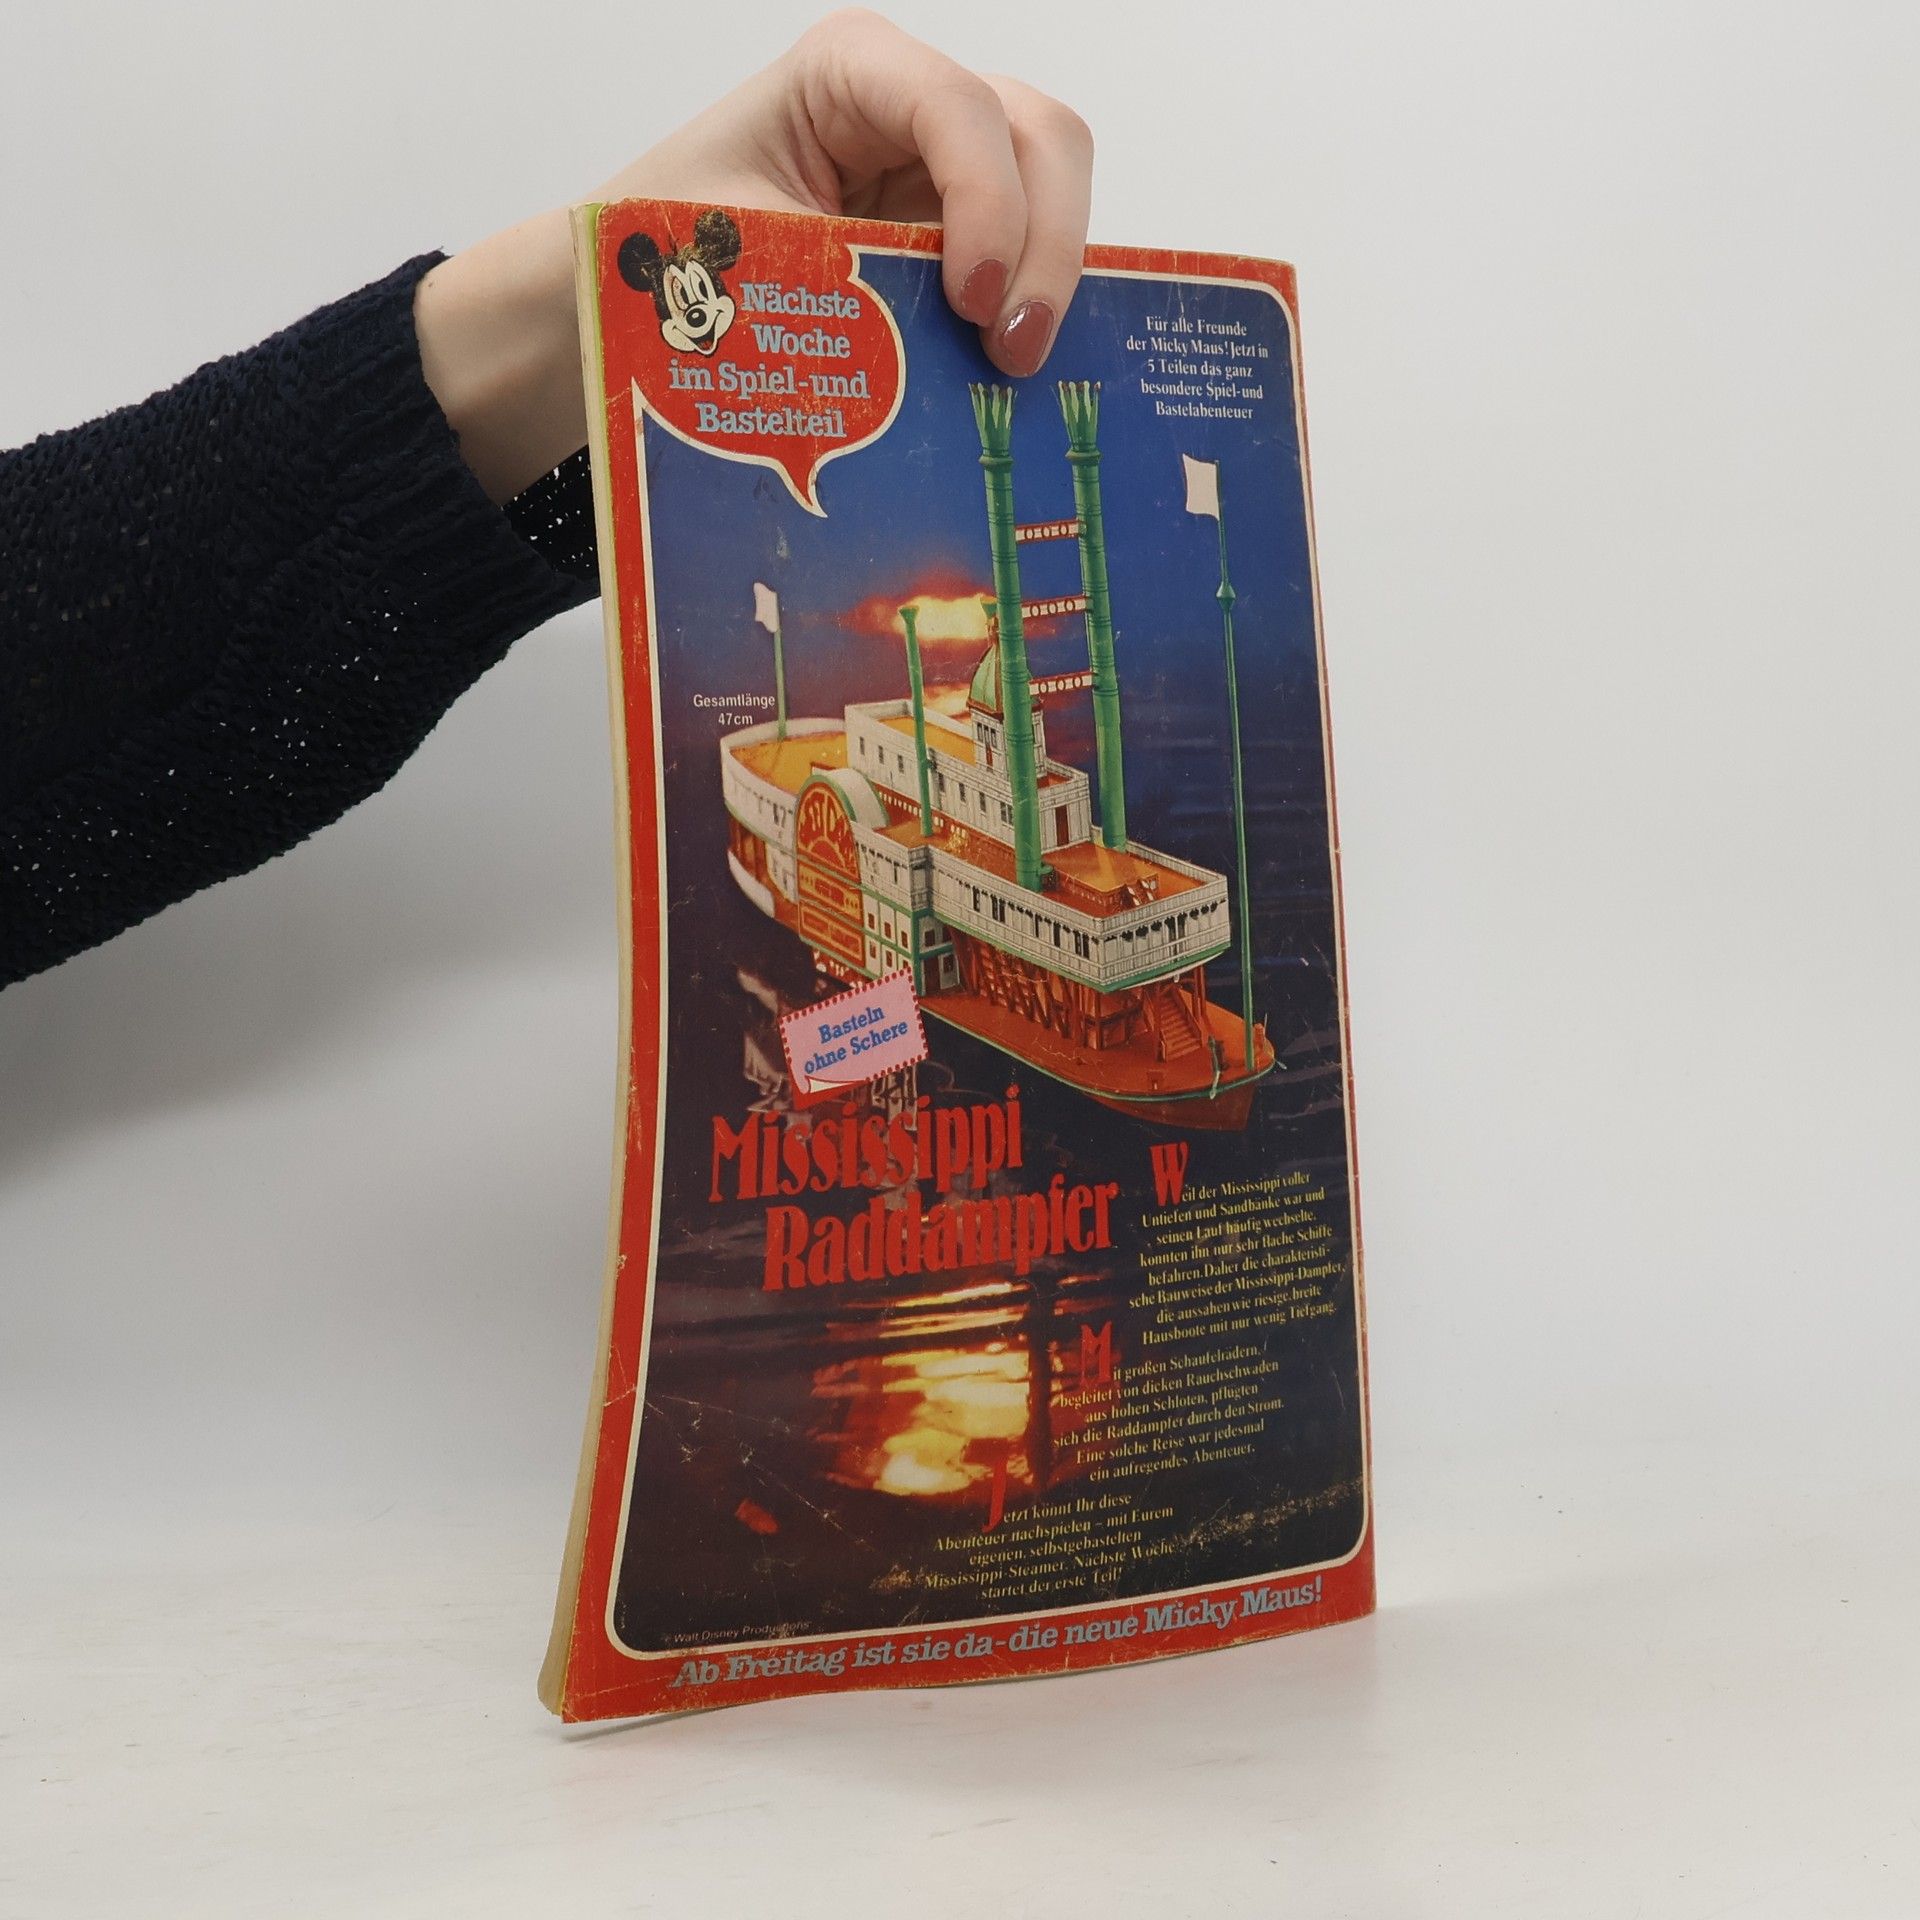 Nächste
Woche
im Spiel-und
Bastelteil
Für alle Freunde
der Micky Maus! Jetzt in
5 Teilen das ganz
besondere Spiel-und
Bastelabenteuer
Gesamtlänge
47cm
Basteln
ohne Schere
Mississippi
Raddampfer
Weil der Mississippi voller
Untiefen und Sandbänke war und
seinen Lauf häufig wechselte,
konnten ihn nur sehr flache Schiffe
befahren. Daher die charakteristi-
sche Bauweise der Mississippi-Dampfer,
die aussahen wie riesige, breite
Hausboote mit nur wenig Tiefgang.
Mit großen Schaufelrädern,
begleitet von dicken Rauchschwaden
aus hohen Schloten, pflügten
sich die Raddampfer durch den Strom.
Eine solche Reise war jedesmal
ein aufregendes Abenteuer.
Jetzt könnt Ihr diese
Abenteuer nachspielen – mit Eurem
eigenen, selbstgebastelten
Mississippi-Steamer. Nächste Woche
startet der erste Teil!
© Walt Disney Productions
Ab Freitag ist sie da-die neue Micky Maus!